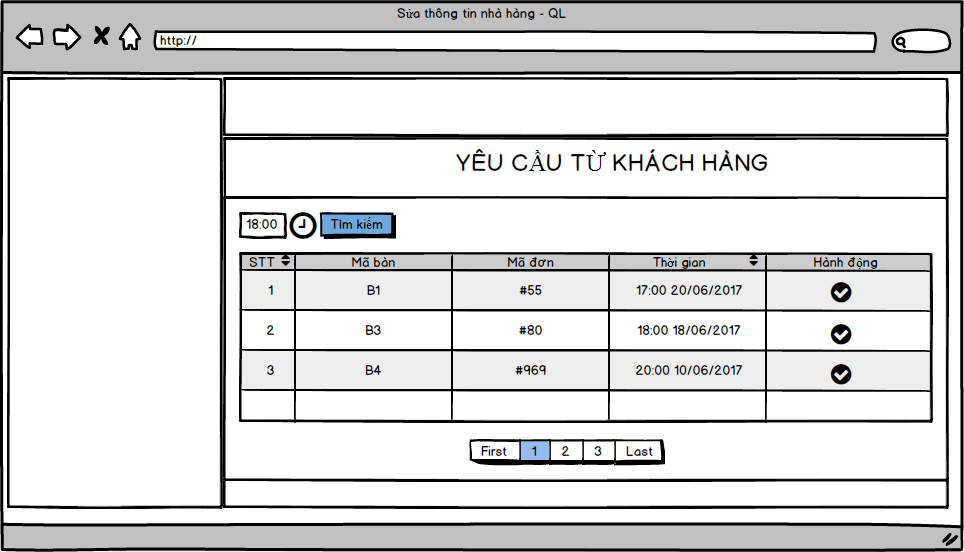 Sửa thông tin nhà hàng - QL
http://
YÊU CẦU TỪ KHÁCH HÀNG
18:00 Tìm kiếm
STT Mã bàn Mã đơn Thời gian Hành động
1 B1 #55 17:00 20/06/2017
2 B3 #80 18:00 18/06/2017
3 B4 #969 20:00 10/06/2017
First 1 2 3 Last